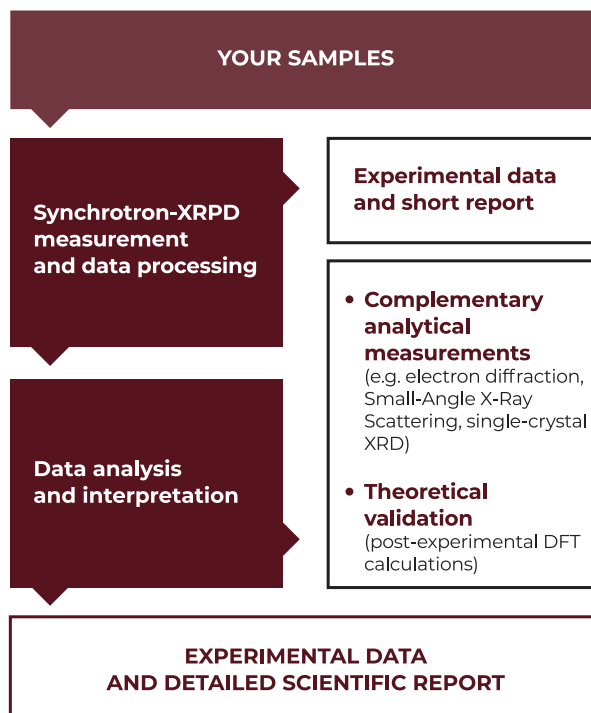 YOUR SAMPLES
Synchrotron-XRPD
measurement
and data processing
Experimental data
and short report
• Complementary
analytical
measurements
(e.g. electron diffraction,
Small-Angle X-Ray
Scattering, single-crystal
XRD)
• Theoretical
validation
(post-experimental DFT
calculations)
Data analysis
and interpretation
EXPERIMENTAL DATA
AND DETAILED SCIENTIFIC REPORT